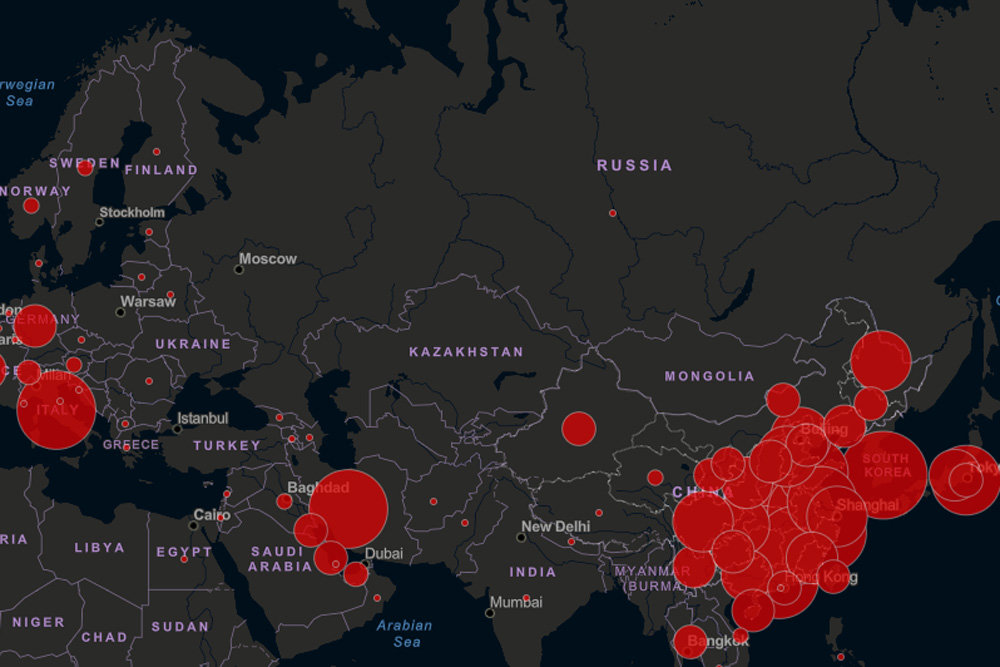 rwegian
Sea
SWEDEN
FINLAND
RUSSIA
NORWAY
Stockholm
Moscow
Warsaw
GERMANY
UKRAINE
KAZAKHSTAN
MONGOLIA
Milan
ITALY
Istanbul
GREECE
TURKEY
Beijing
SOUTH
KOREA
Toky
Baghdad
CHINA
Shanghai
Cairo
New Delhi
LIBYA
EGYPT
SAUDI
ARABIA
Dubai
INDIA
MYANMAR
(BURMA)
Hong Kong
Mumbai
NIGER
CHAD
SUDAN
Arabian
Sea
Bangkok